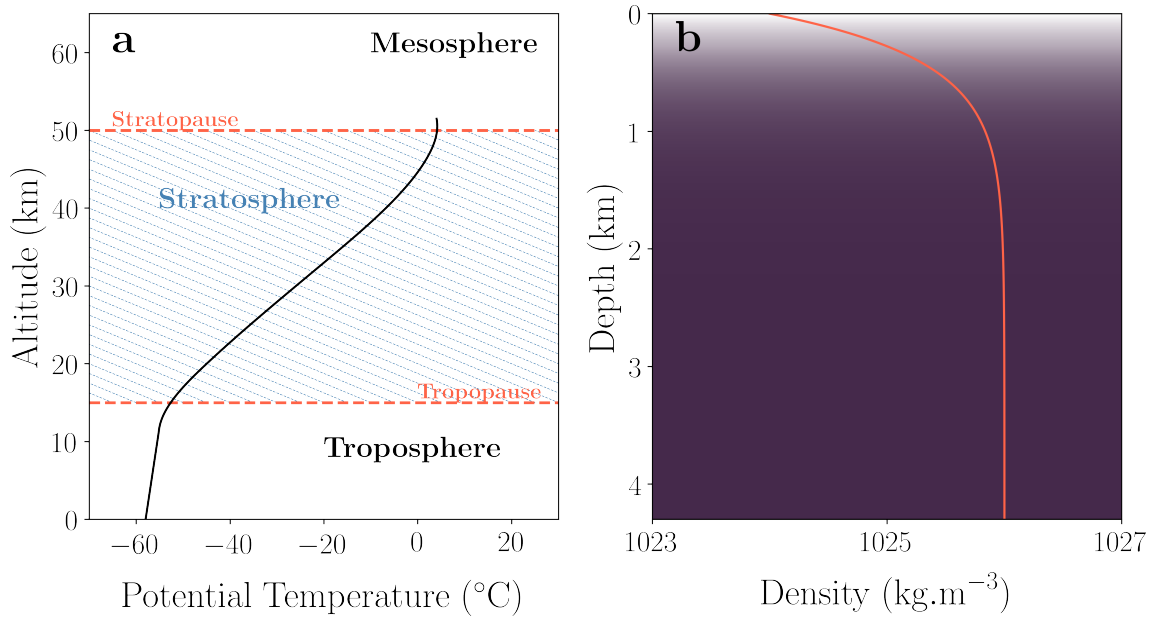 a
Mesosphere
Stratopause
Stratosphere
Tropopause
Troposphere
60
50
40
30
20
10
0
Altitude (km)
−60 −40 −20 0 20
Potential Temperature (°C)
b
0
1
2
3
4
Depth (km)
1023 1025 1027
Density (kg.m⁻³)